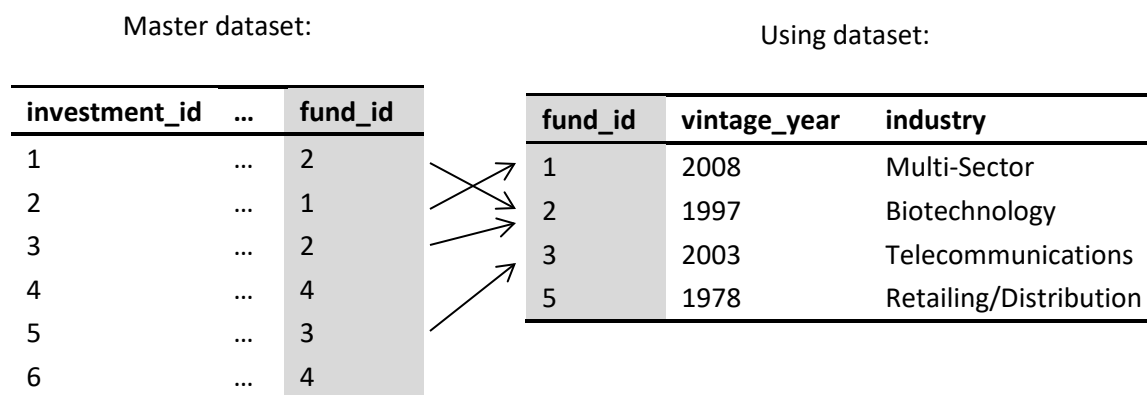 Master dataset:
investment_id … fund_id
1 … 2
2 … 1
3 … 2
4 … 4
5 … 3
6 … 4
Using dataset:
fund_id vintage_year industry
1 2008 Multi-Sector
2 1997 Biotechnology
3 2003 Telecommunications
5 1978 Retailing/Distribution